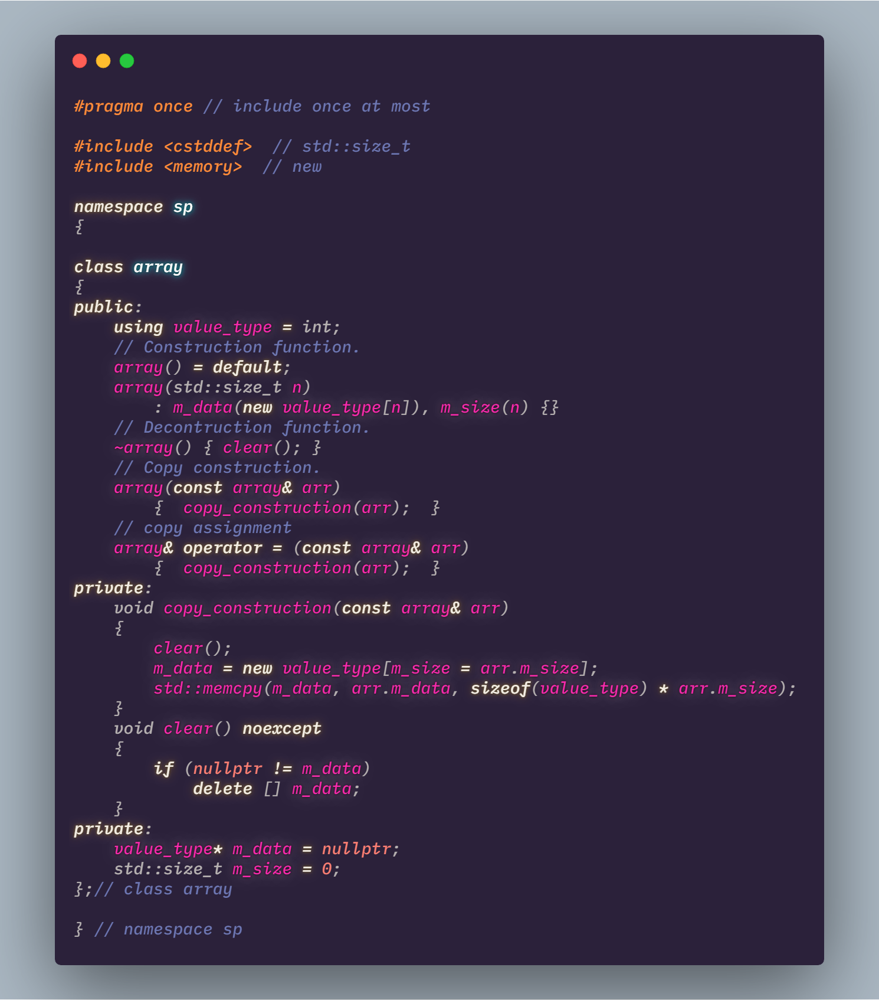 #pragma once // include once at most
#include <cstddef>  // std::size_t
#include <memory>  // new
namespace sp
{
class array
{
public:
    using value_type = int;
    // Construction function.
    array() = default;
    array(std::size_t n)
        : m_data(new value_type[n]), m_size(n) {}
    // Decontruction function.
    ~array() { clear(); }
    // Copy construction.
    array(const array& arr)
        {  copy_construction(arr);  }
    // copy assignment
    array& operator = (const array& arr)
        {  copy_construction(arr);  }
private:
    void copy_construction(const array& arr)
    {
        clear();
        m_data = new value_type[m_size = arr.m_size];
        std::memcpy(m_data, arr.m_data, sizeof(value_type) * arr.m_size);
    }
    void clear() noexcept
    {
        if (nullptr != m_data)
            delete [] m_data;
    }
private:
    value_type* m_data = nullptr;
    std::size_t m_size = 0;
};// class array
} // namespace sp